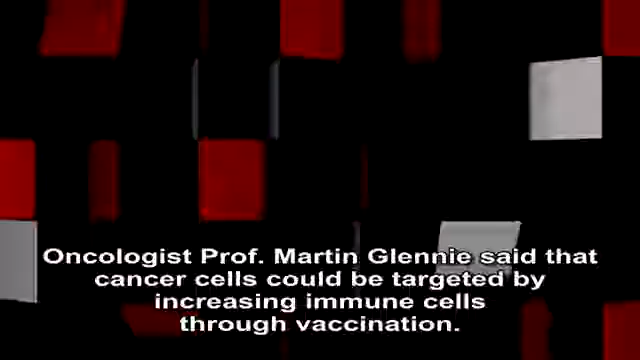 Oncologist Prof. Martin Glennie said that
cancer cells could be targeted by
increasing immune cells
through vaccination.